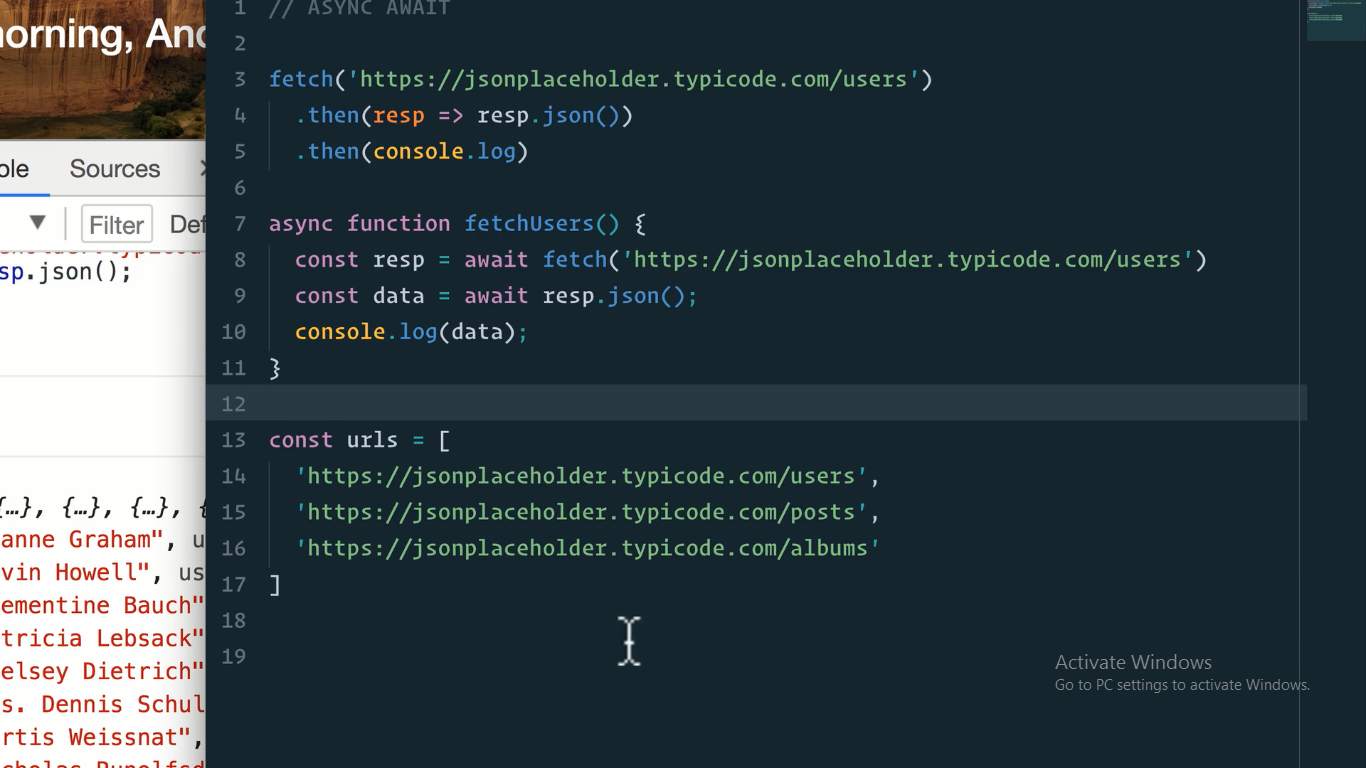 morning, And
Sources
Filter
sp.json();
{…}, {…}, {…},
anne Graham", u
vin Howell", us
ementine Bauch"
tricia Lebsack"
elsey Dietrich"
s. Dennis Schul
rtis Weissnat",
1 // ASYNC AWAIT
2
3 fetch('https://jsonplaceholder.typicode.com/users')
4 .then(resp => resp.json())
5 .then(console.log)
6
7 async function fetchUsers() {
8 const resp = await fetch('https://jsonplaceholder.typicode.com/users')
9 const data = await resp.json();
10 console.log(data);
11 }
12
13 const urls = [
14 'https://jsonplaceholder.typicode.com/users',
15 'https://jsonplaceholder.typicode.com/posts',
16 'https://jsonplaceholder.typicode.com/albums'
17 ]
18
19
Activate Windows
Go to PC settings to activate Windows.